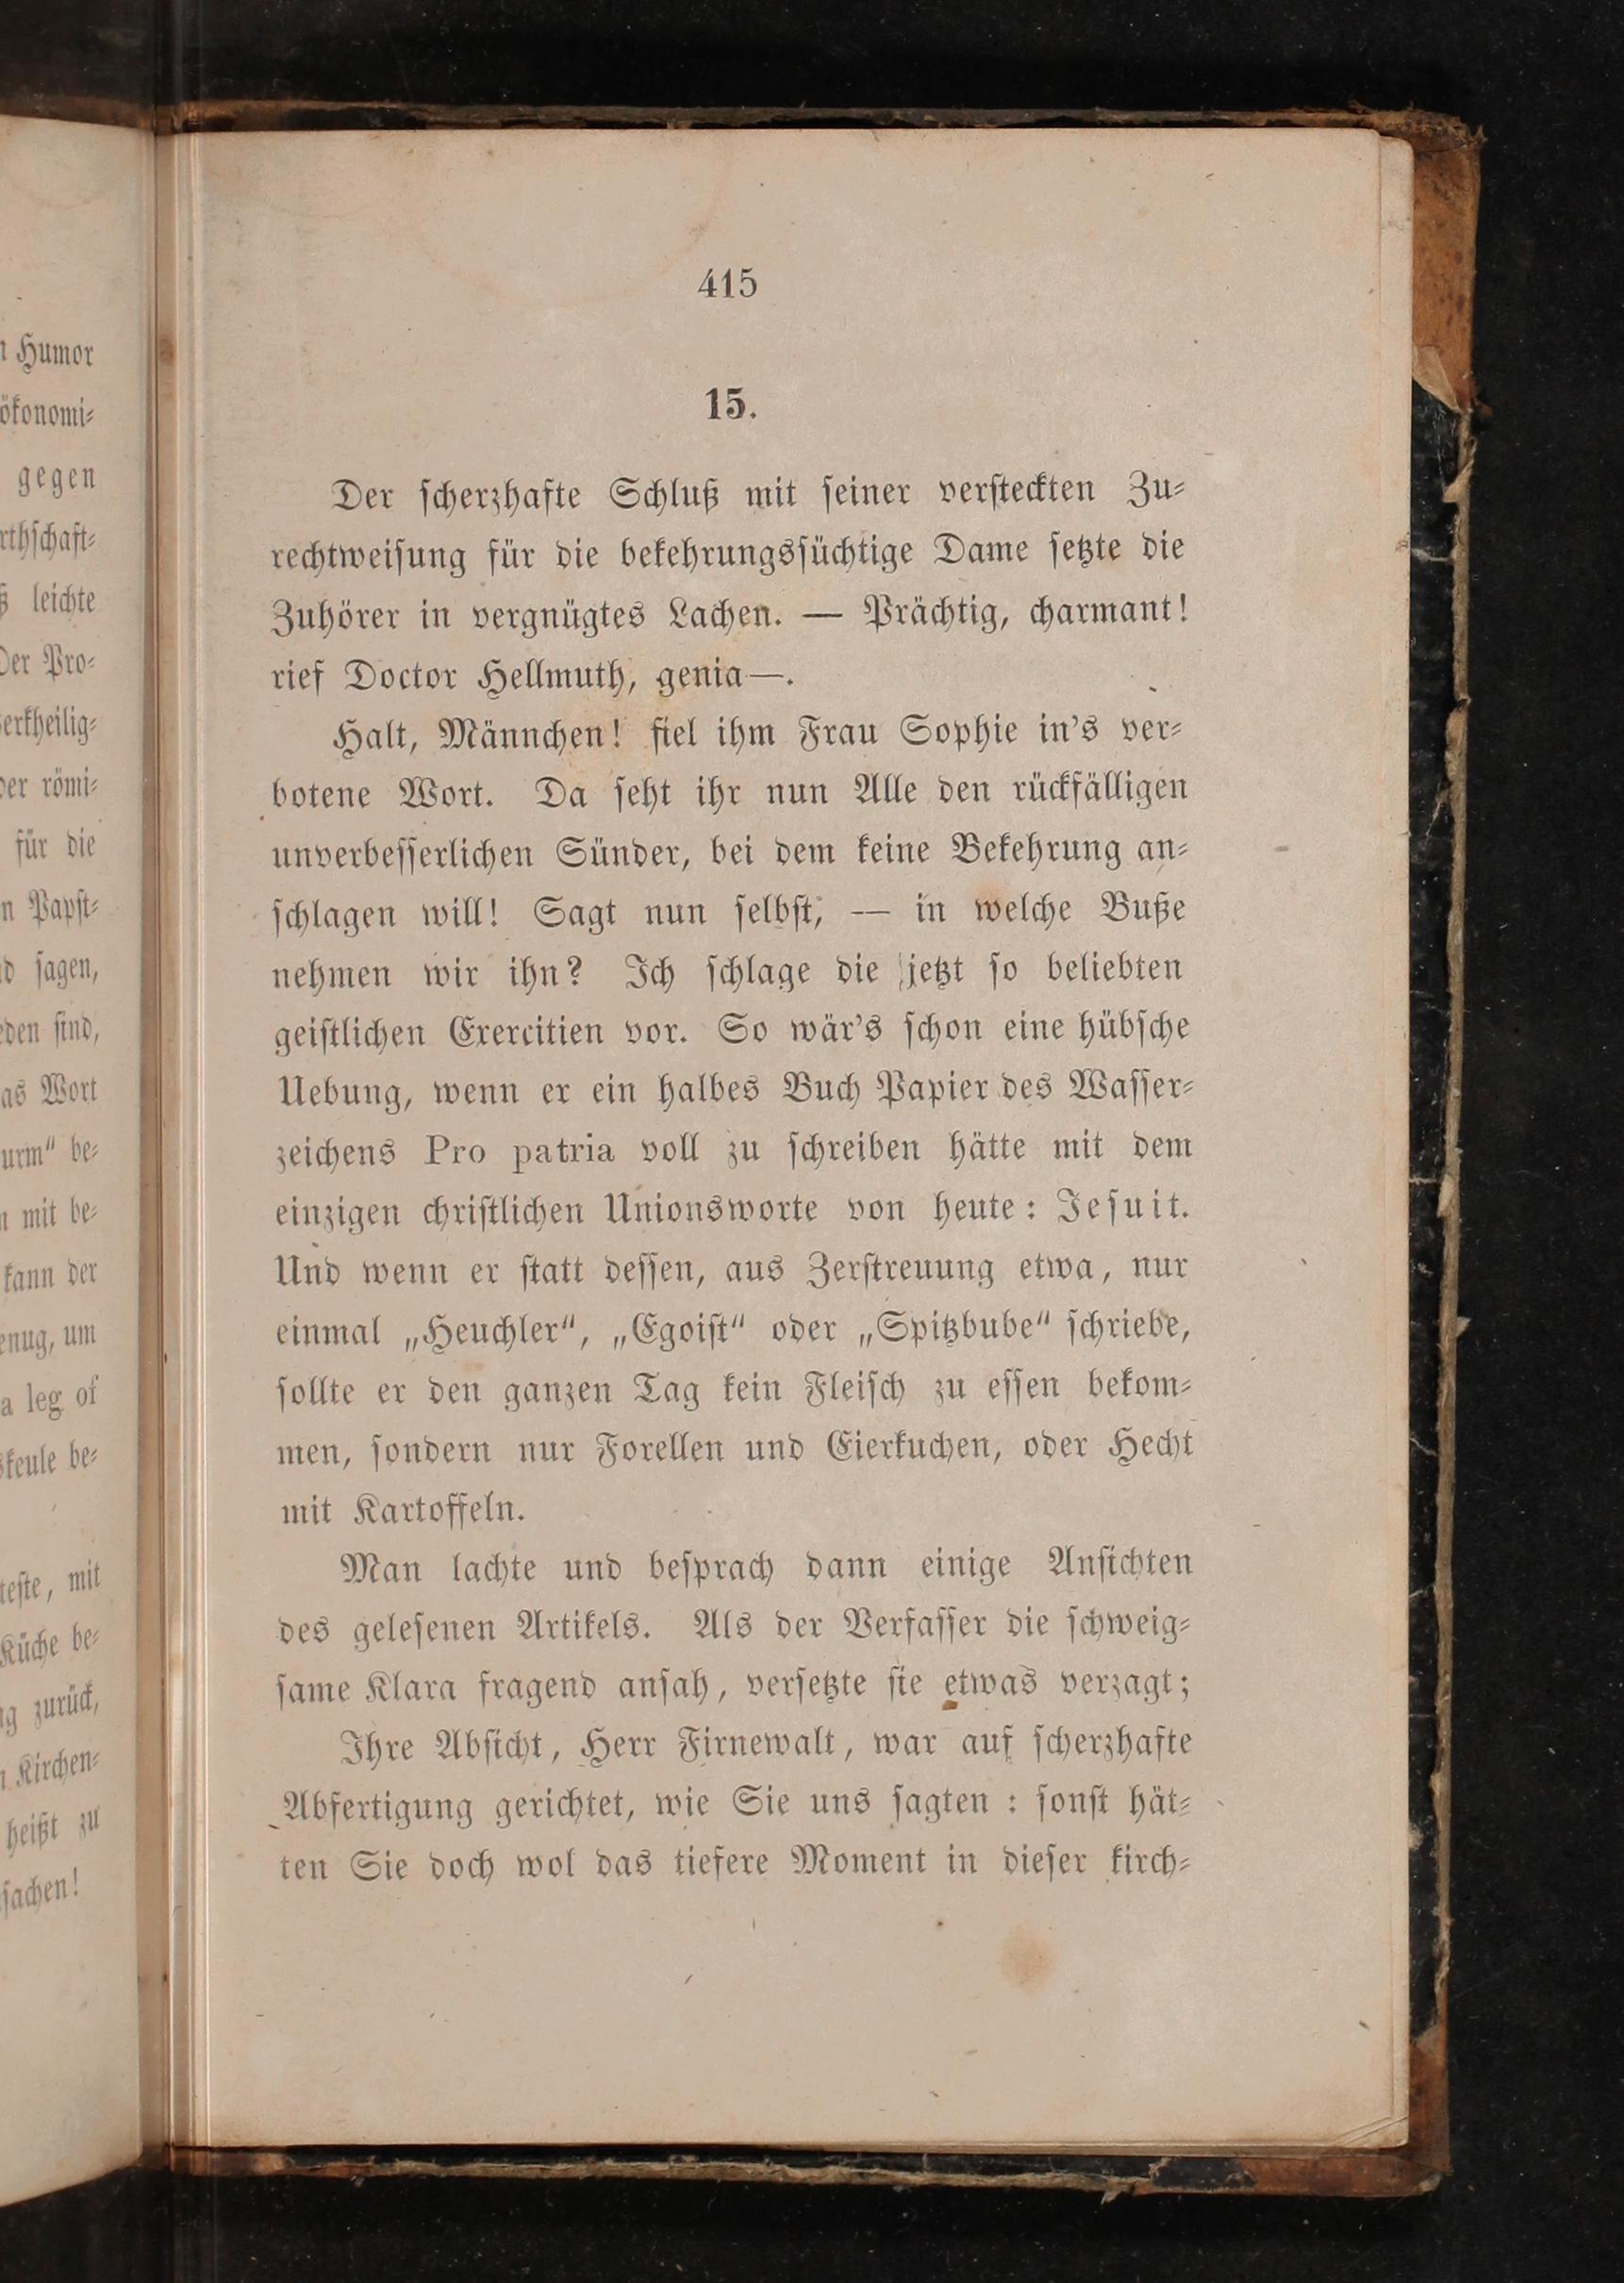 415
15.
Der ſcherzhafte Schluß mit ſeiner verſteckten Zu⸗
rechtweiſung für die bekehrungsſüchtige Dame ſetzte die
Zuhörer in vergnügtes Lachen. — Prächtig, charmant!
rief Doctor Hellmuth, genia—.
Halt, Männchen! fiel ihm Frau Sophie in's ver⸗
botene Wort. Da ſeht ihr nun Alle den rückfälligen
unverbeſſerlichen Sünder, bei dem keine Bekehrung an⸗
ſchlagen will! Sagt nun ſelbſt, — in welche Buße
nehmen wir ihn? Ich ſchlage die jetzt ſo beliebten
geiſtlichen Exercitien vor. So wär's ſchon eine hübſche
Uebung, wenn er ein halbes Buch Papier des Waſſer⸗
zeichens Pro patria voll zu ſchreiben hätte mit dem
einzigen chriſtlichen Unionsworte von heute: Jeſuit.
Und wenn er ſtatt deſſen, aus Zerſtreuung etwa, nur
einmal „Heuchler“, „Egoiſt“ oder „Spitzbube“ ſchriebe,
ſollte er den ganzen Tag kein Fleiſch zu eſſen bekom⸗
men, ſondern nur Forellen und Eierkuchen, oder Hecht
mit Kartoffeln.
Man lachte und beſprach dann einige Anſichten
des geleſenen Artikels. Als der Verfaſſer die ſchweig⸗
ſame Klara fragend anſah, verſetzte ſie etwas verzagt;
Ihre Abſicht, Herr Firnewalt, war auf ſcherzhafte
Abfertigung gerichtet, wie Sie uns ſagten: ſonſt hät⸗
ten Sie doch wol das tiefere Moment in dieſer kirch⸗